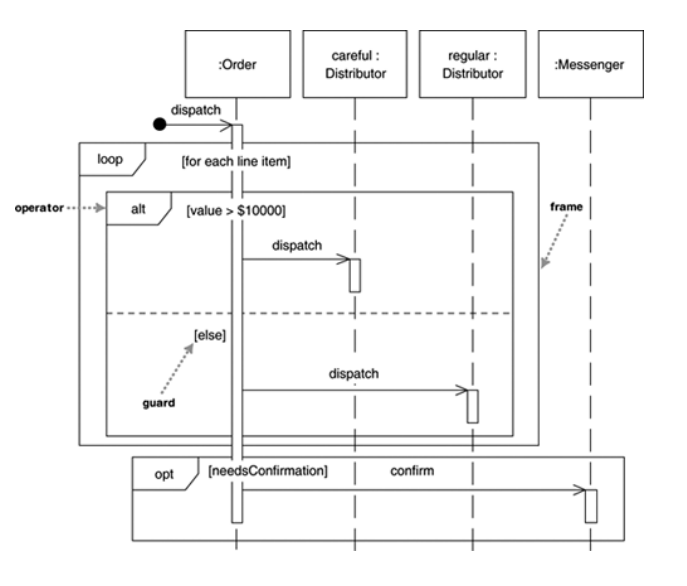 :Order
careful :
Distributor
regular :
Distributor
:Messenger
dispatch
loop
[for each line item]
operator
alt
[value > $10000]
frame
dispatch
[else]
dispatch
guard
opt
[needsConfirmation]
confirm